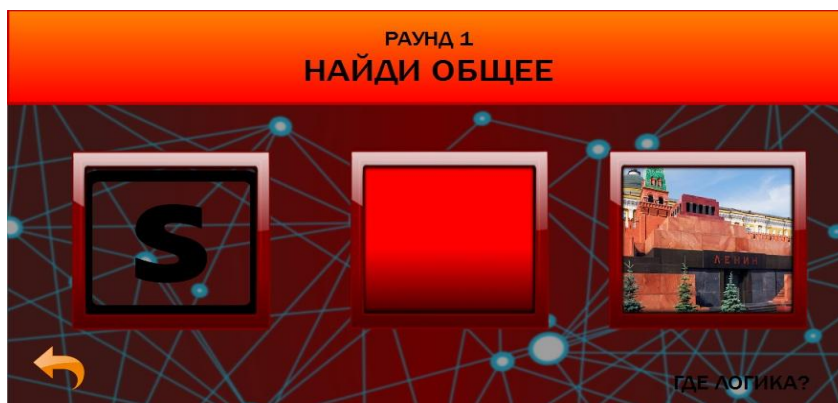 РАУНД 1
НАЙДИ ОБЩЕЕ
S
ЛЕНИН
ГДЕ ЛОГИКА?